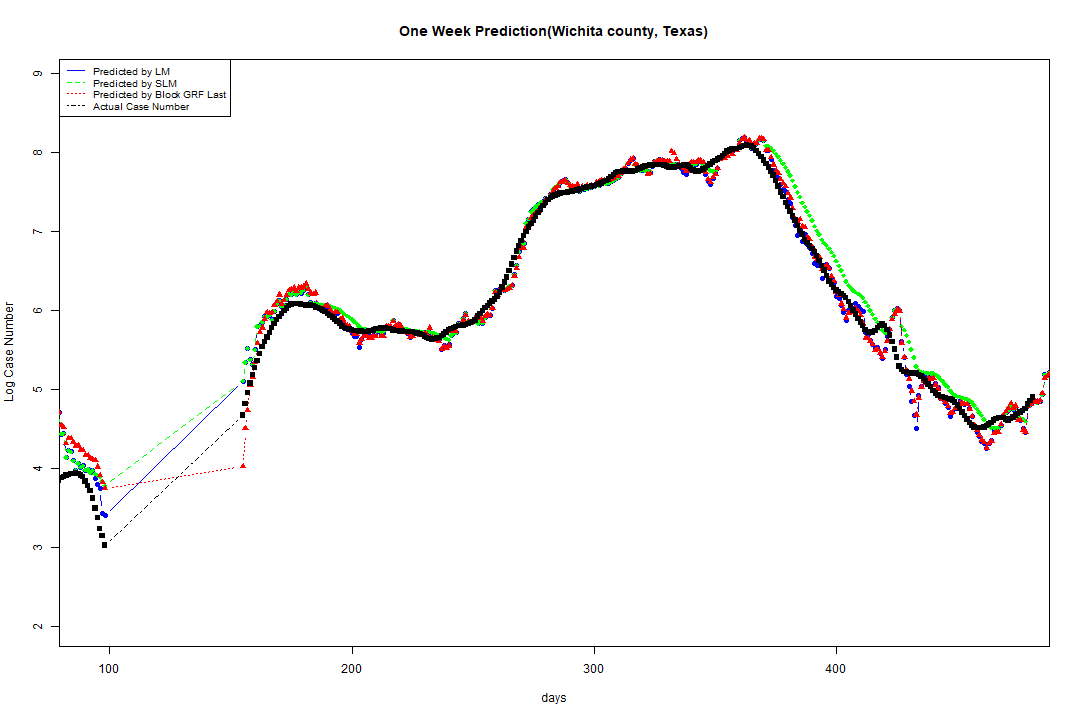 One Week Prediction(Wichita county, Texas)
Predicted by LM
Predicted by SLM
Predicted by Block GRF Last
Actual Case Number
9
8
7
6
5
4
3
2
Log Case Number
100 200 300 400
days